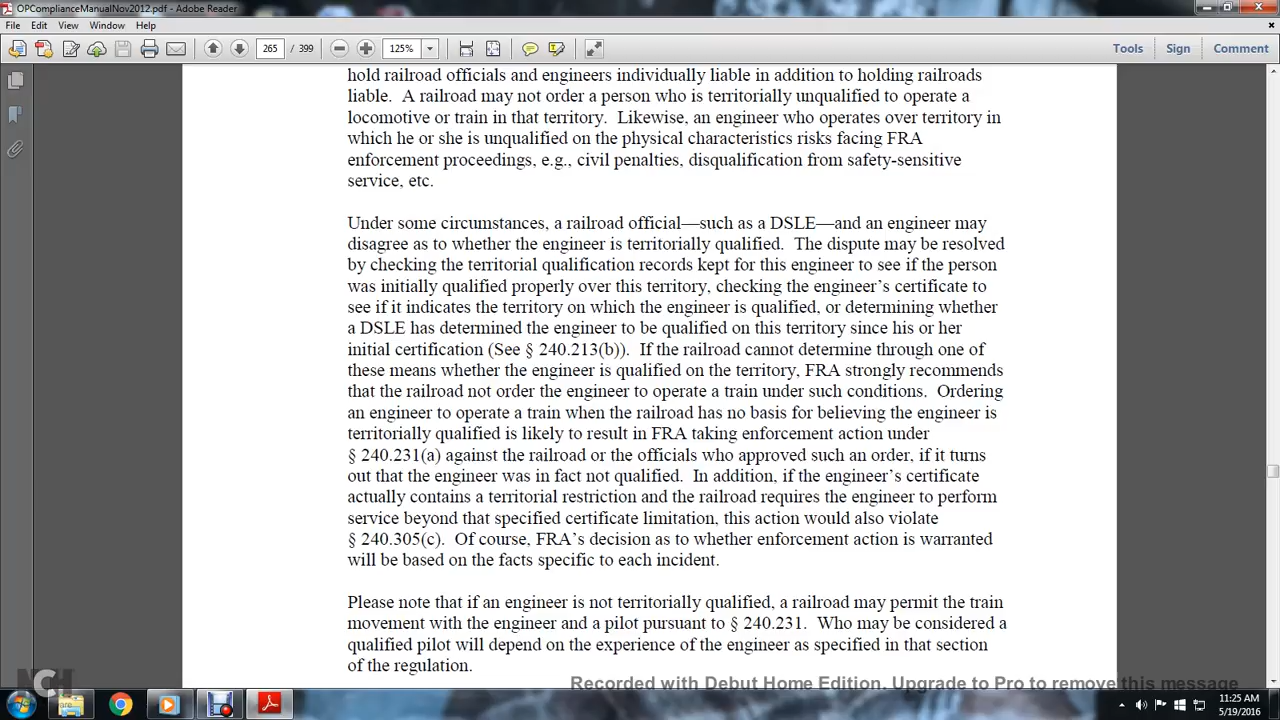 OPComplianceManualNov2012.pdf - Adobe Reader
File Edit View Window Help
265 / 399 125% Tools Sign Comment
hold railroad officials and engineers individually liable in addition to holding railroads
liable. A railroad may not order a person who is territorially unqualified to operate a
locomotive or train in that territory. Likewise, an engineer who operates over territory in
which he or she is unqualified on the physical characteristics risks facing FRA
enforcement proceedings, e.g., civil penalties, disqualification from safety-sensitive
service, etc.
Under some circumstances, a railroad official—such as a DSLE—and an engineer may
disagree as to whether the engineer is territorially qualified. The dispute may be resolved
by checking the territorial qualification records kept for this engineer to see if the person
was initially qualified properly over this territory, checking the engineer's certificate to
see if it indicates the territory on which the engineer is qualified, or determining whether
a DSLE has determined the engineer to be qualified on this territory since his or her
initial certification (See § 240.213(b)). If the railroad cannot determine through one of
these means whether the engineer is qualified on the territory, FRA strongly recommends
that the railroad not order the engineer to operate a train under such conditions. Ordering
an engineer to operate a train when the railroad has no basis for believing the engineer is
territorially qualified is likely to result in FRA taking enforcement action under
§ 240.231(a) against the railroad or the officials who approved such an order, if it turns
out that the engineer was in fact not qualified. In addition, if the engineer's certificate
actually contains a territorial restriction and the railroad requires the engineer to perform
service beyond that specified certificate limitation, this action would also violate
§ 240.305(c). Of course, FRA's decision as to whether enforcement action is warranted
will be based on the facts specific to each incident.
Please note that if an engineer is not territorially qualified, a railroad may permit the train
movement with the engineer and a pilot pursuant to § 240.231. Who may be considered a
qualified pilot will depend on the experience of the engineer as specified in that section
of the regulation.
Recorded with Debut Home Edition. Upgrade to Pro to remove this message
NCH
11:25 AM
5/19/2016